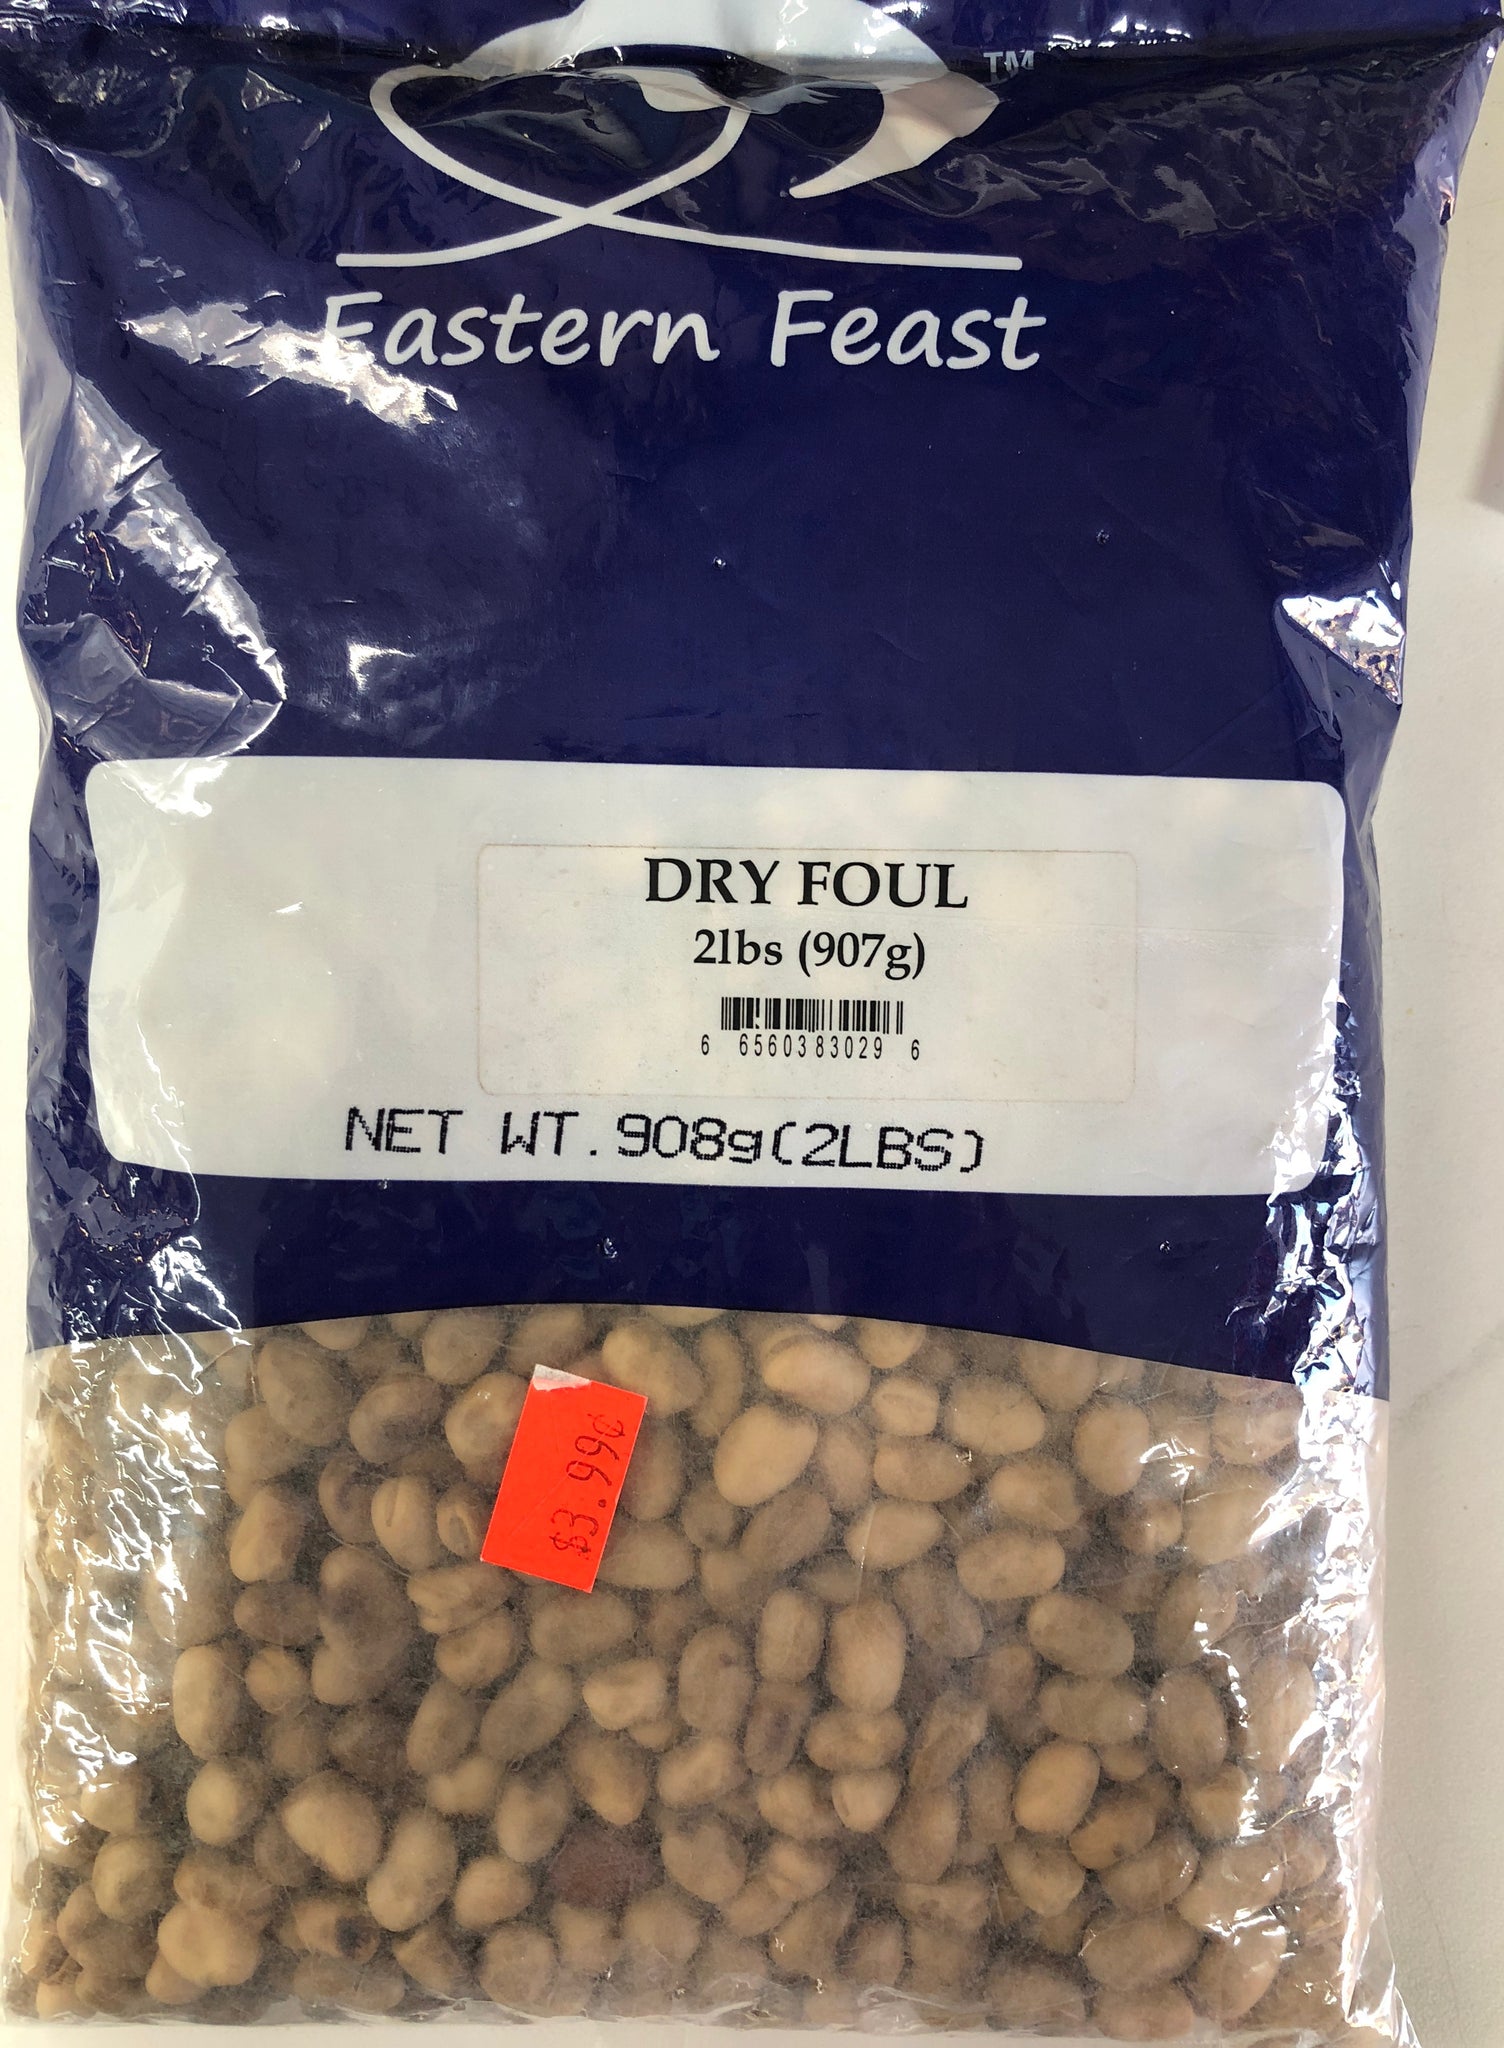 TM
Eastern Feast
DRY FOUL
2lbs (907g)
6 6560383029 6
NET WT. 908g(2LBS)
$3.99¢